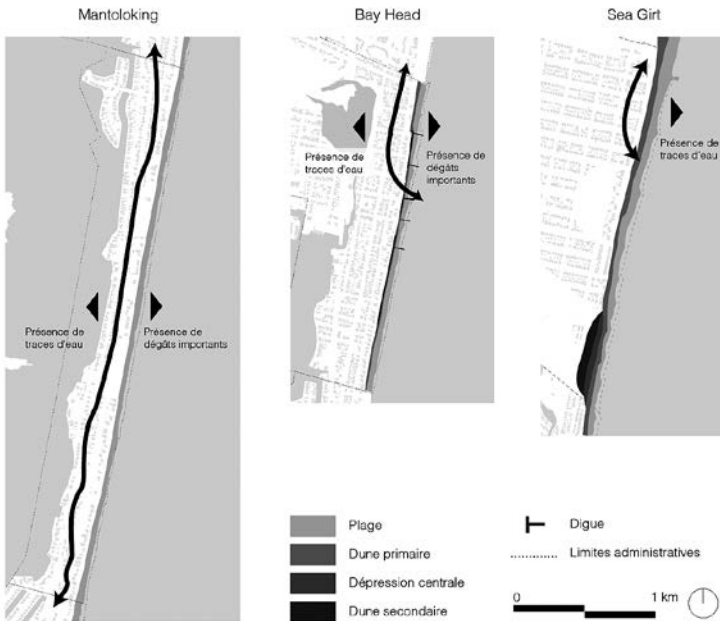 Mantoloking
Bay Head
Sea Girt
Présence de
traces d'eau
Présence de
dégâts importants
Présence de
traces d'eau
Présence de
dégâts
importants
Présence de
traces d'eau
Plage
Dune primaire
Dépression centrale
Dune secondaire
Digue
Limites administratives
0 1 km